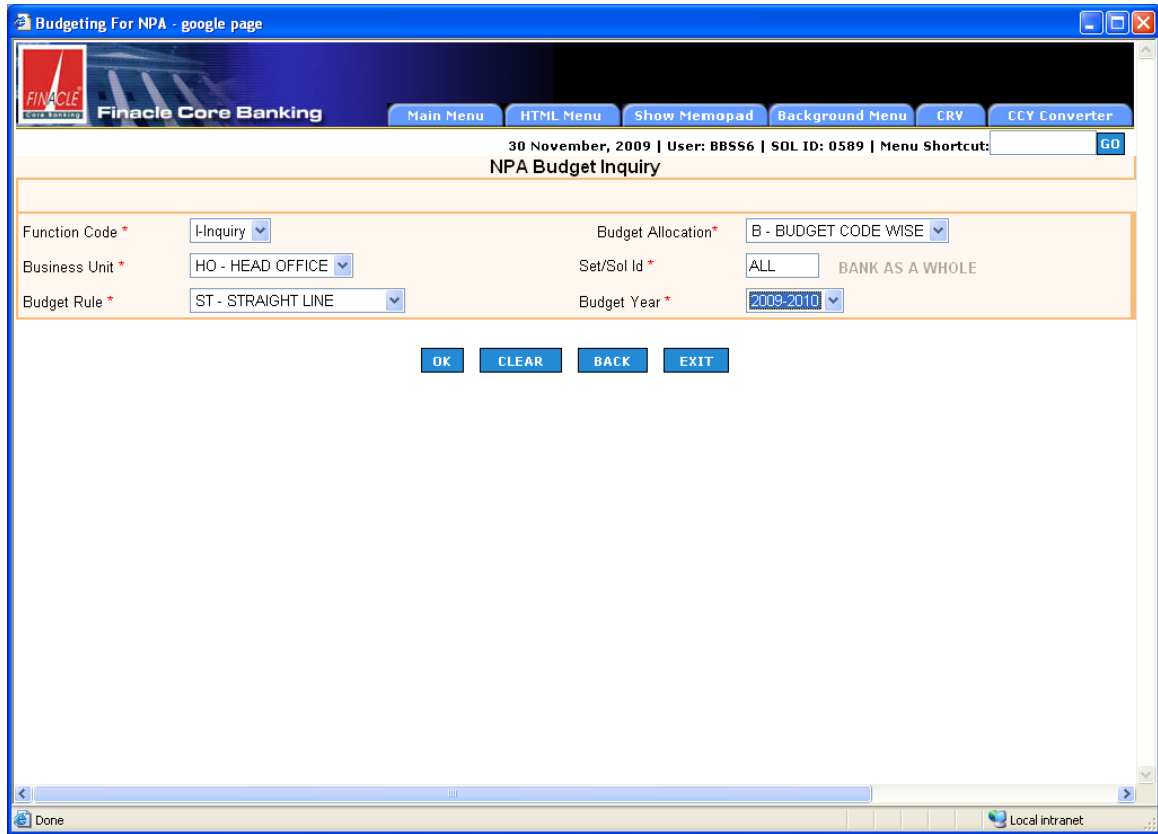 Budgeting For NPA - google page
FINACLE
Core Banking
Finacle Core Banking
Main Menu HTML Menu Show Memopad Background Menu CRV CCY Converter
30 November, 2009 | User: BBSS6 | SOL ID: 0589 | Menu Shortcut: GO
NPA Budget Inquiry
Function Code * I-Inquiry Budget Allocation* B - BUDGET CODE WISE
Business Unit * HO - HEAD OFFICE Set/Sol Id * ALL BANK AS A WHOLE
Budget Rule * ST - STRAIGHT LINE Budget Year * 2009-2010
OK CLEAR BACK EXIT
Done Local intranet